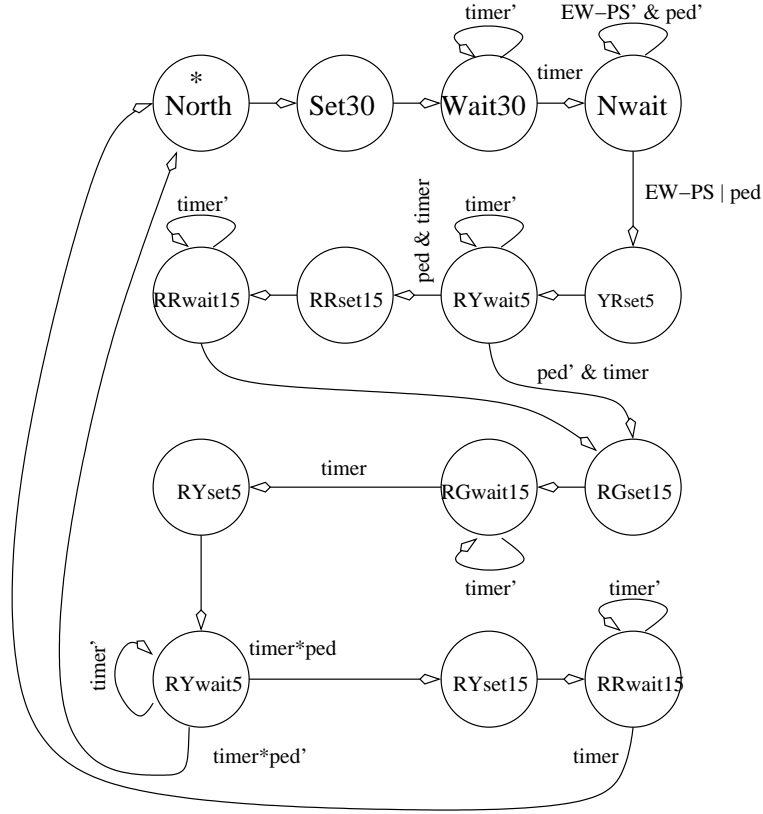 timer’
EW–PS’ & ped’
*
North
Set30
Wait30
timer
Nwait
EW–PS | ped
timer’
ped & timer
timer’
RRwait15
RRset15
RYwait5
YRset5
ped’ & timer
RYset5
timer
RGwait15
RGset15
timer’
timer’
timer’
RYwait5
timer*ped
RYset15
RRwait15
timer*ped’
timer